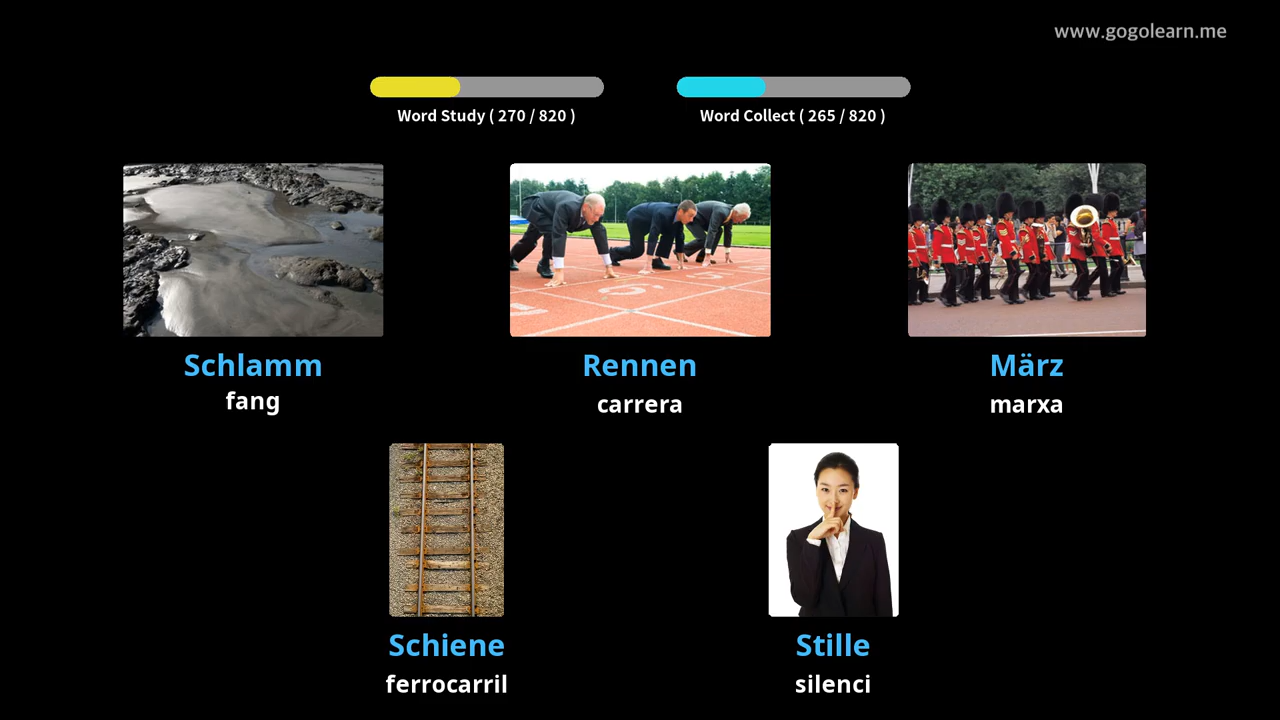 www.gogolearn.me
Word Study ( 270 / 820 )
Word Collect ( 265 / 820 )
Schlamm
fang
Rennen
carrera
März
marxa
Schiene
ferrocarril
Stille
silenci